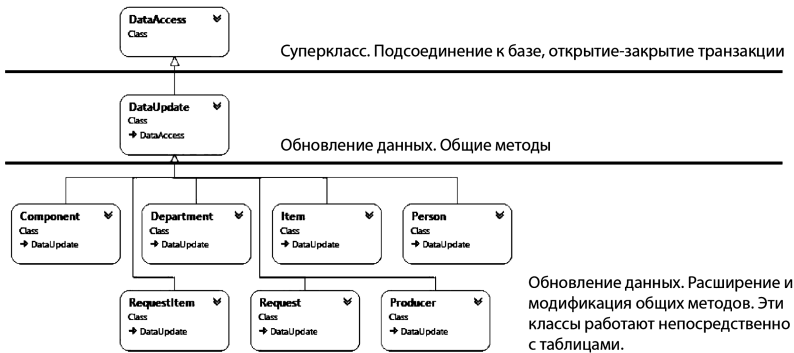 DataAccess
Class
Суперкласс. Подсоединение к базе, открытие-закрытие транзакции
DataUpdate
Class
DataAccess
Обновление данных. Общие методы
Component
Class
DataUpdate
Department
Class
DataUpdate
Item
Class
DataUpdate
Person
Class
DataUpdate
RequestItem
Class
DataUpdate
Request
Class
DataUpdate
Producer
Class
DataUpdate
Обновление данных. Расширение и
модификация общих методов. Эти
классы работают непосредственно
с таблицами.